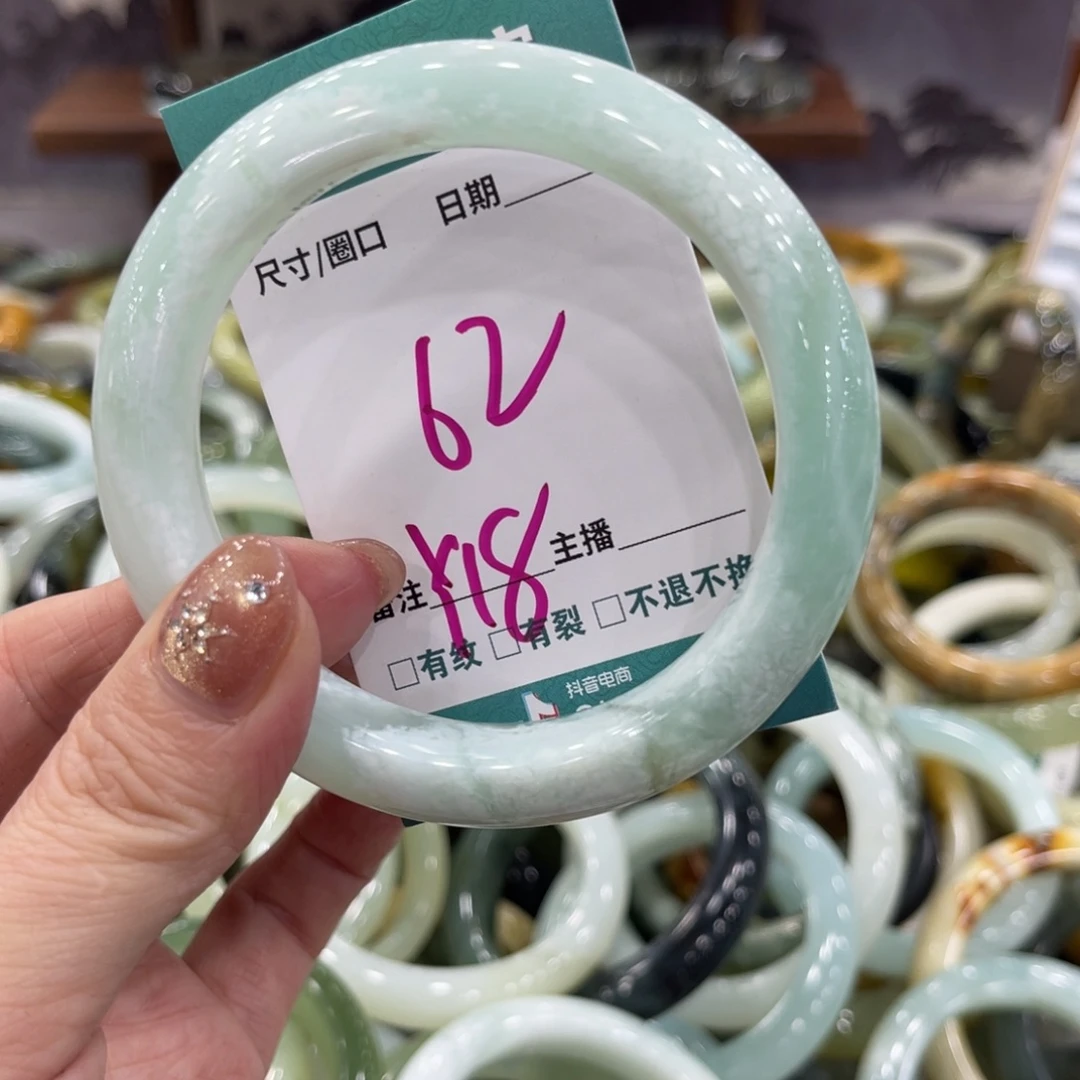 尺寸/圈口 日期
62
备注 418 主播
□有纹 □有裂 □不退不换
抖音电商